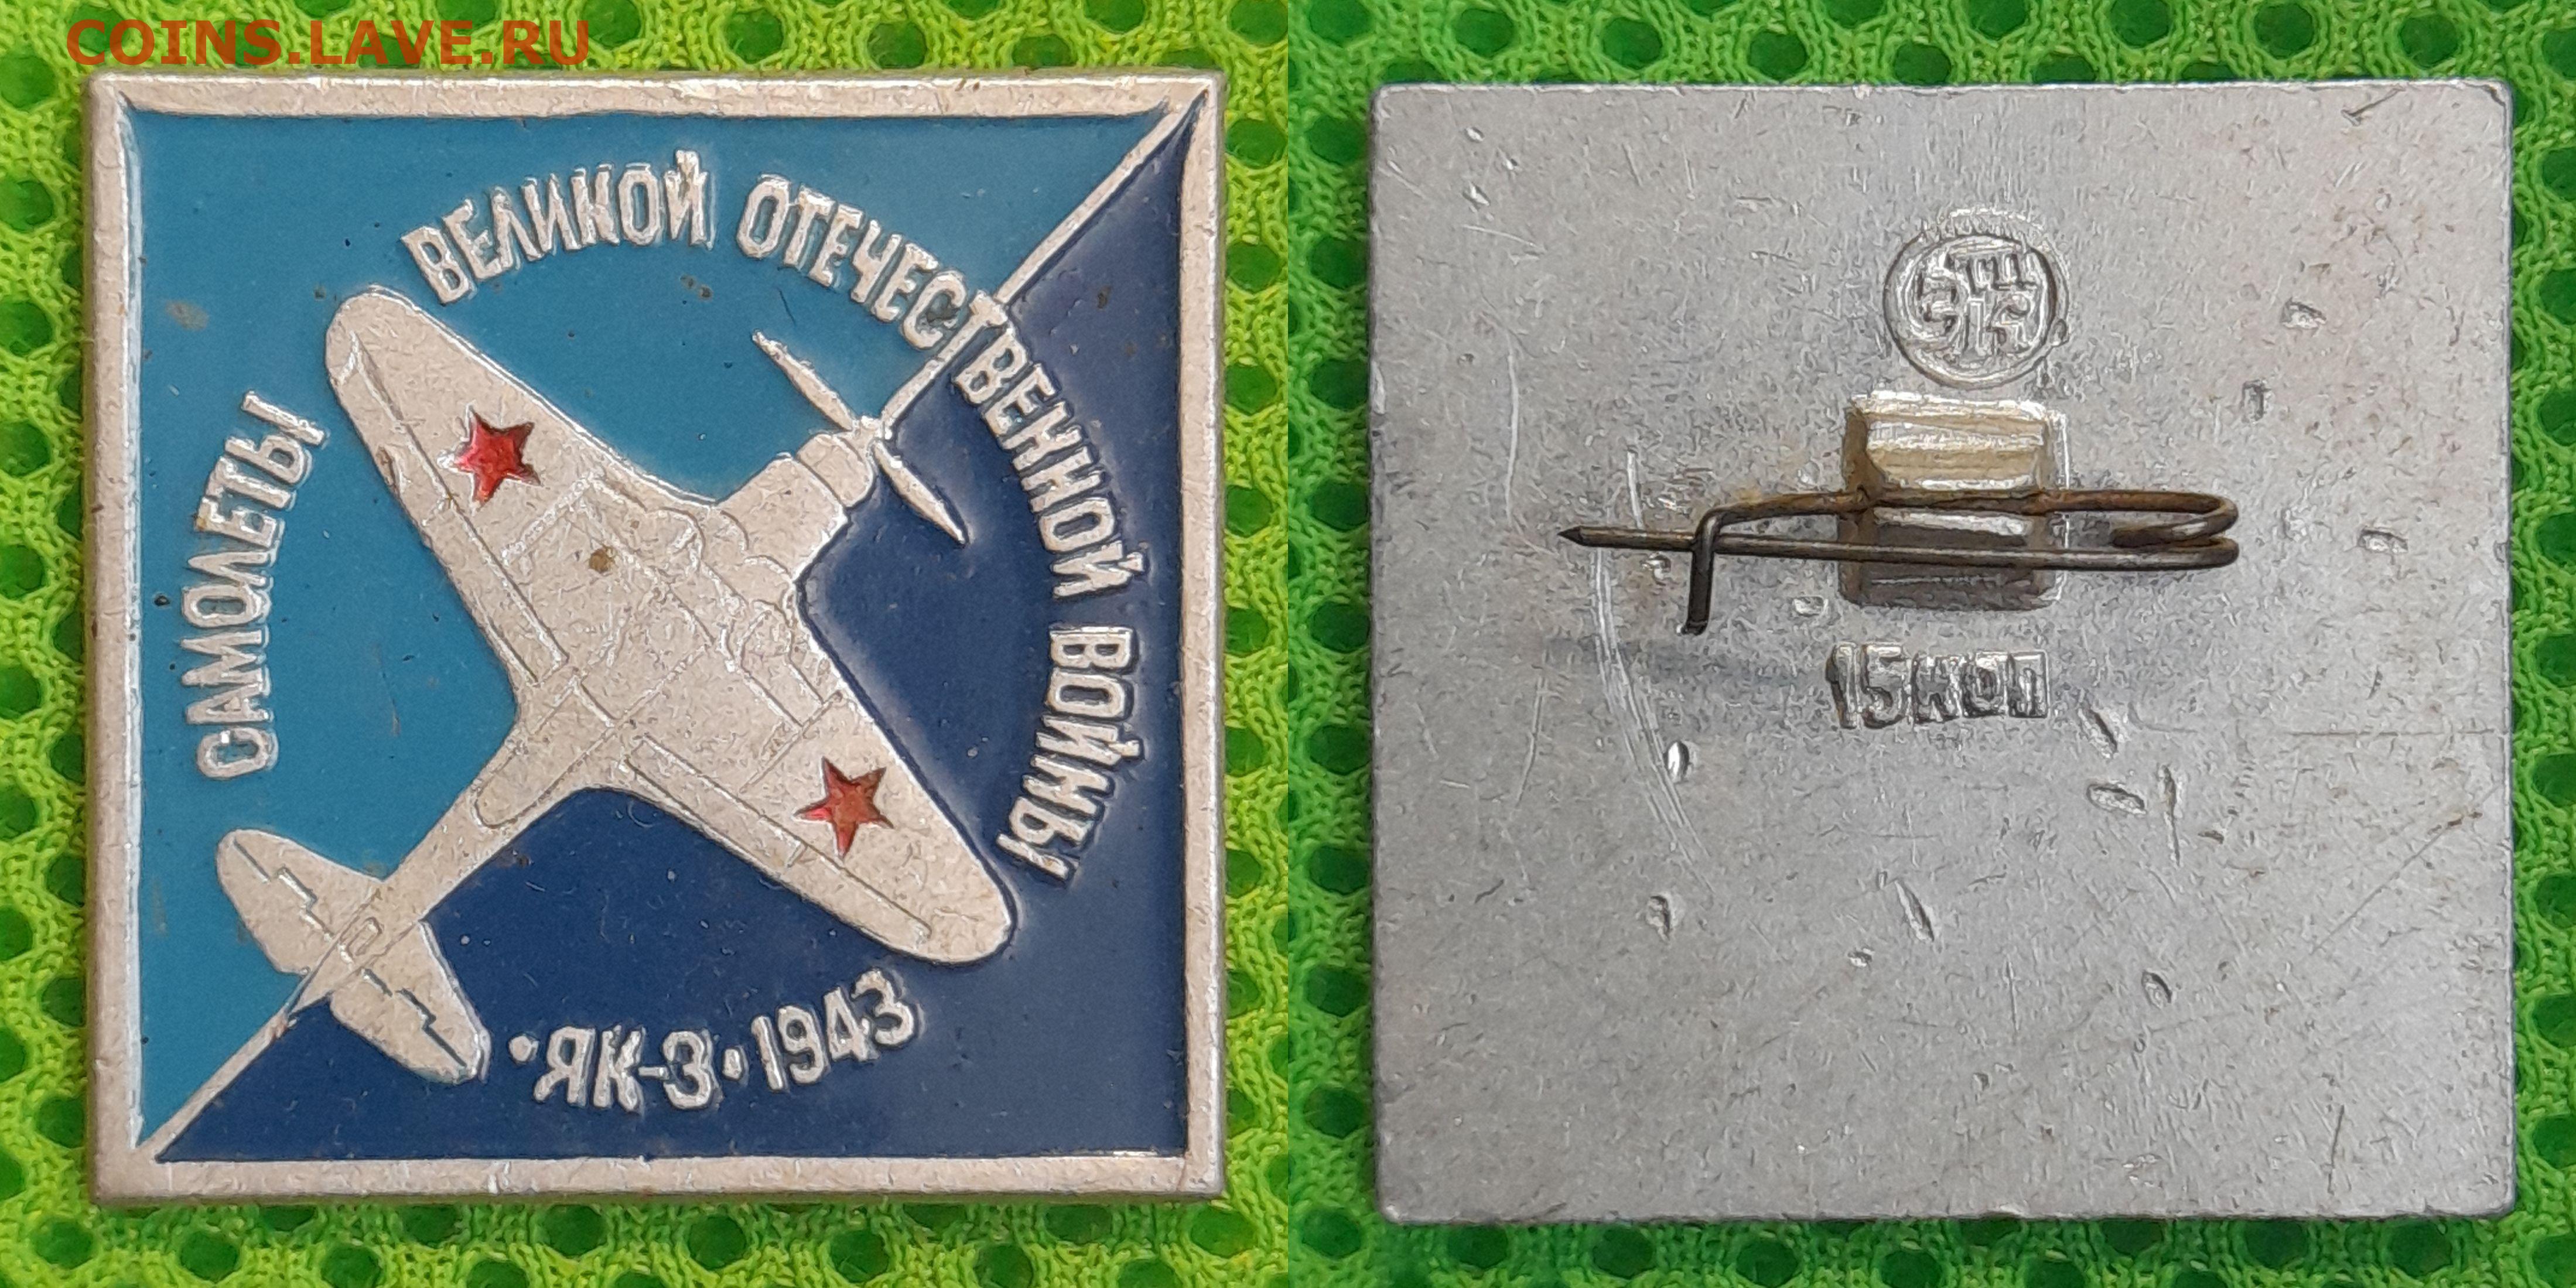 COINS.LAVE.RU
САМОЛЕТЫ ВЕЛИКОЙ ОТЕЧЕСТВЕННОЙ ВОЙНЫ
•ЯК-3•1943
15 КОП